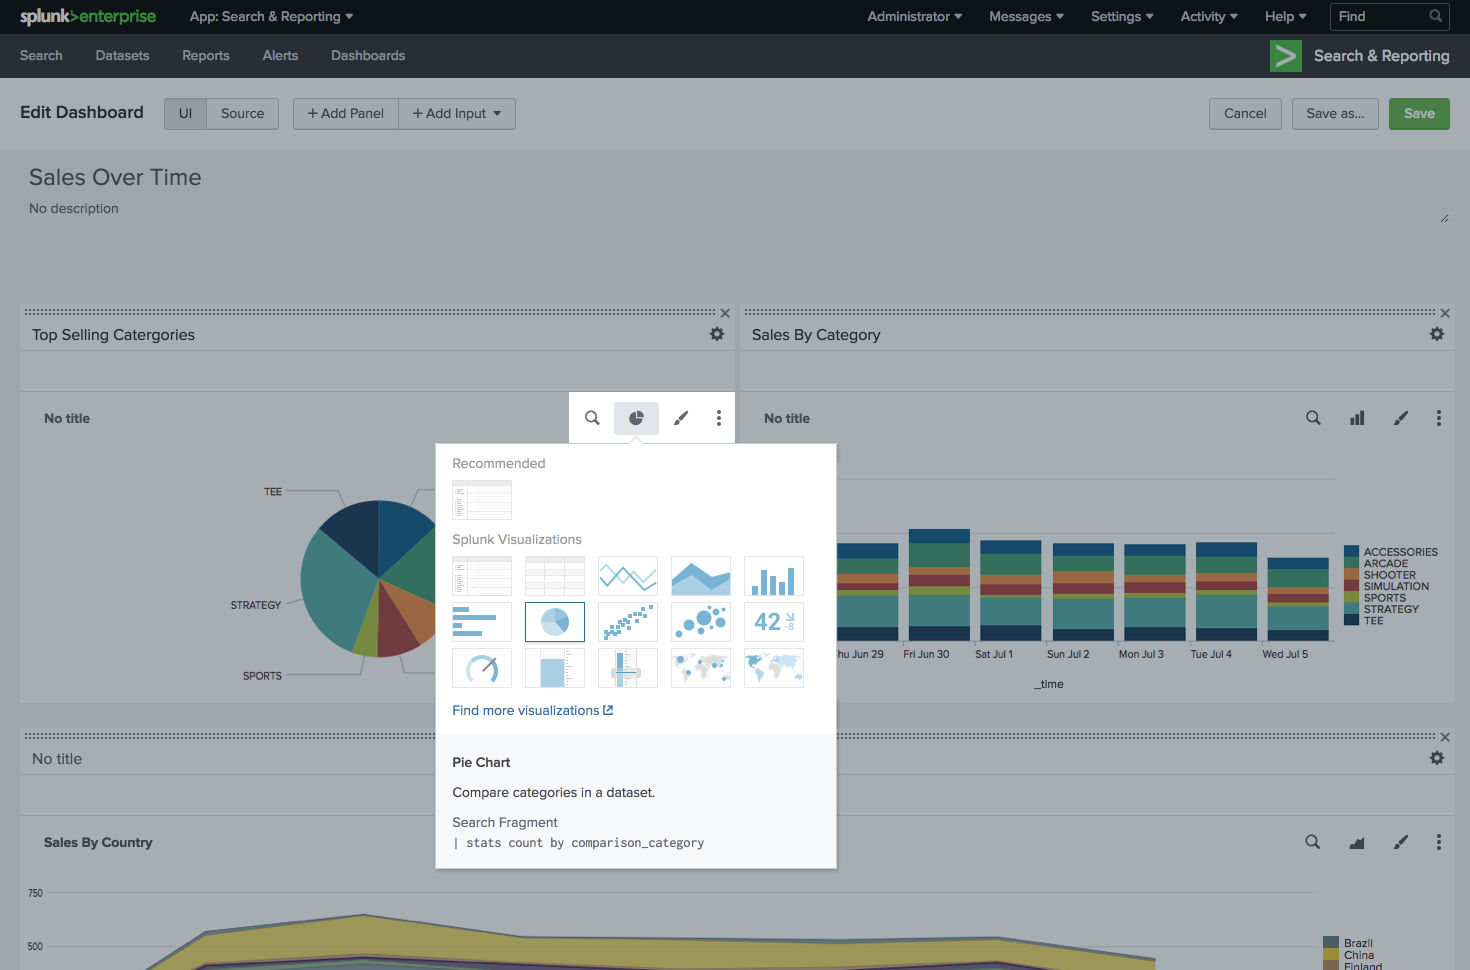 splunk>enterprise App: Search & Reporting Administrator Messages Settings Activity Help Find
Search Datasets Reports Alerts Dashboards Search & Reporting
Edit Dashboard UI Source + Add Panel + Add Input Cancel Save as... Save
Sales Over Time
No description
Top Selling Catergories
Sales By Category
No title
No title
Recommended
Splunk Visualizations
42
-8
Find more visualizations
Pie Chart
Compare categories in a dataset.
Search Fragment
| stats count by comparison_category
TEE
STRATEGY
SPORTS
ACCESSORIES
ARCADE
SHOOTER
SIMULATION
SPORTS
STRATEGY
TEE
hu Jun 29 Fri Jun 30 Sat Jul 1 Sun Jul 2 Mon Jul 3 Tue Jul 4 Wed Jul 5
_time
No title
Sales By Country
750
500
Brazil
China
Finland